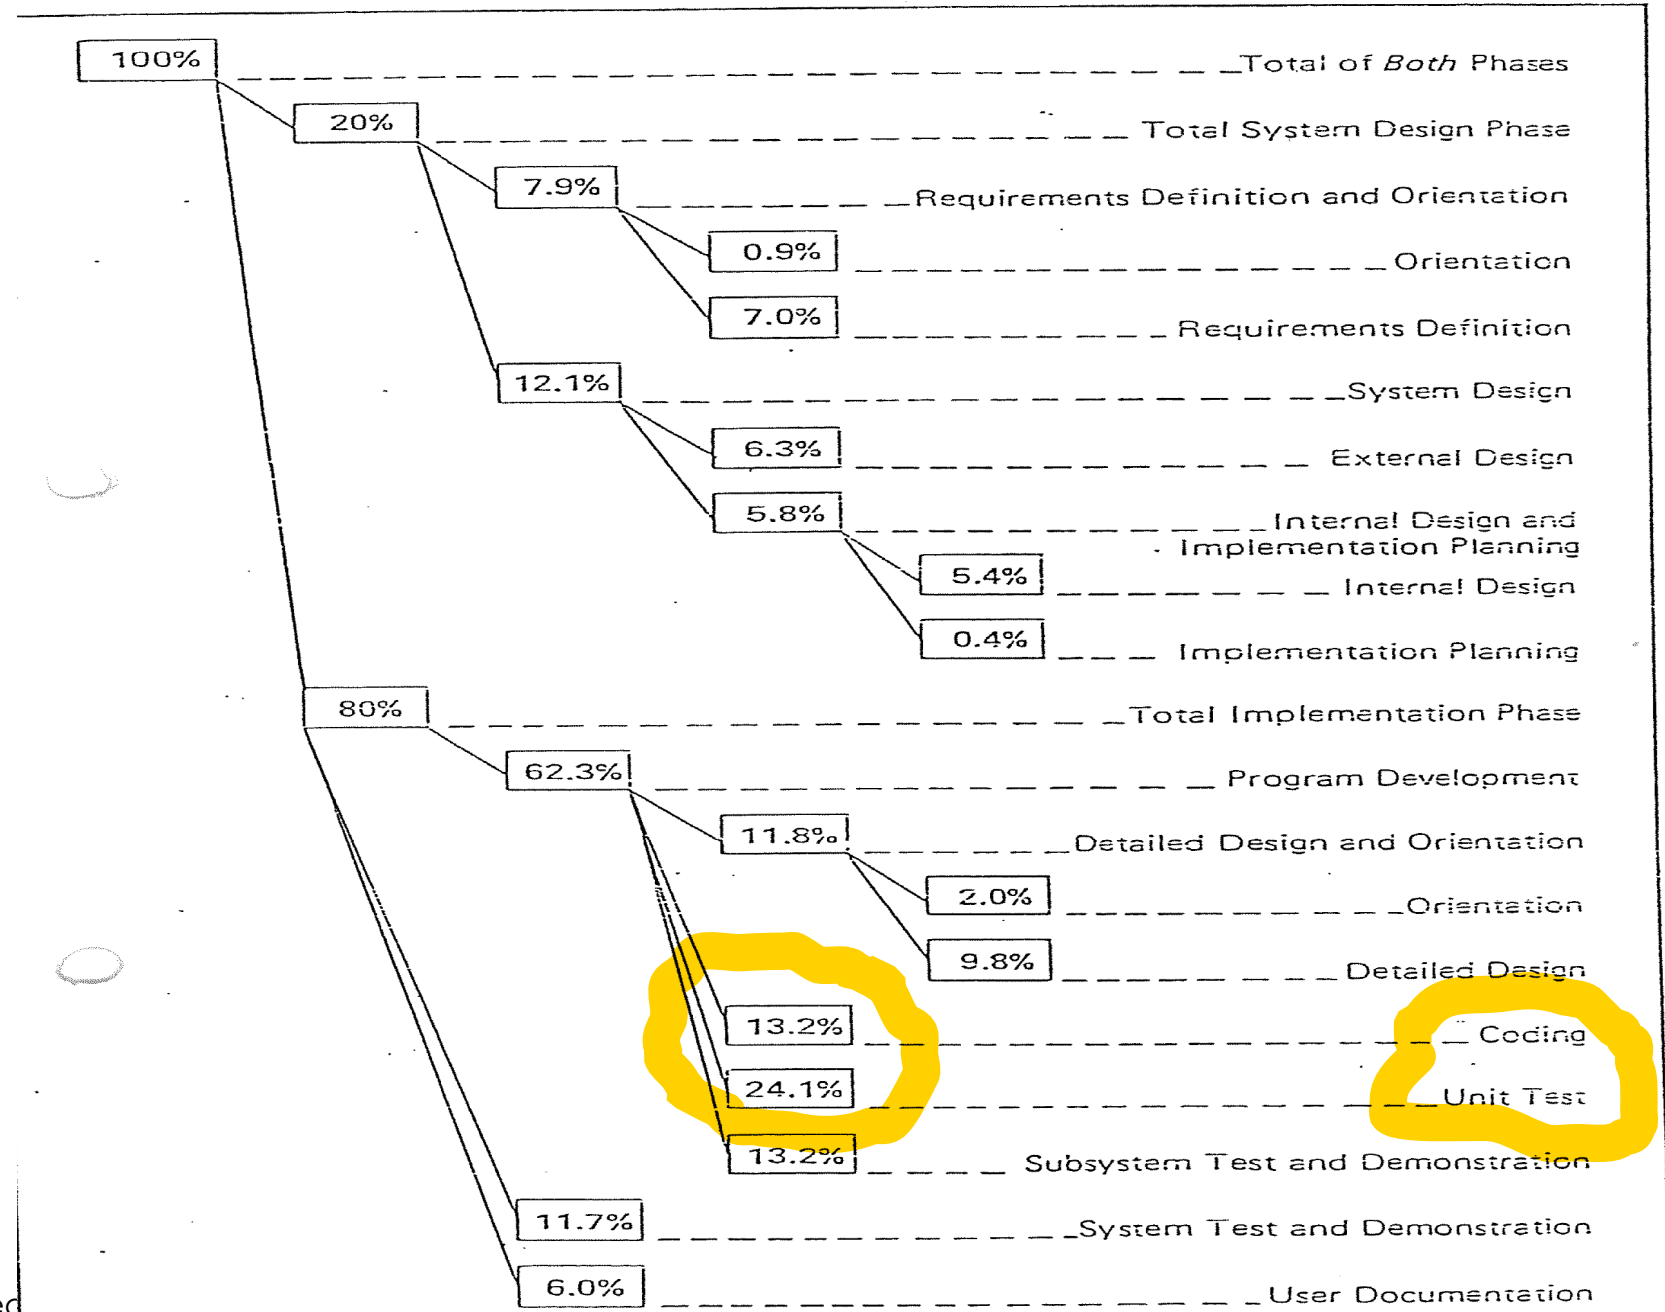 100% Total of Both Phases
20% Total System Design Phase
7.9% Requirements Definition and Orientation
0.9% Orientation
7.0% Requirements Definition
12.1% System Design
6.3% External Design
5.8% Internal Design and
Implementation Planning
5.4% Internal Design
0.4% Implementation Planning
80% Total Implementation Phase
62.3% Program Development
11.8% Detailed Design and Orientation
2.0% Orientation
9.8% Detailed Design
13.2% Coding
24.1% Unit Test
13.2% Subsystem Test and Demonstration
11.7% System Test and Demonstration
6.0% User Documentation